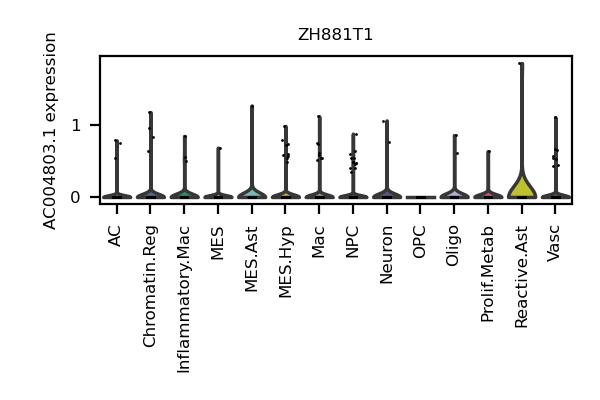 ZH881T1
AC004803.1 expression
1
0
AC
Chromatin.Reg
Inflammatory.Mac
MES
MES.Ast
MES.Hyp
Mac
NPC
Neuron
OPC
Oligo
Prolif.Metab
Reactive.Ast
Vasc